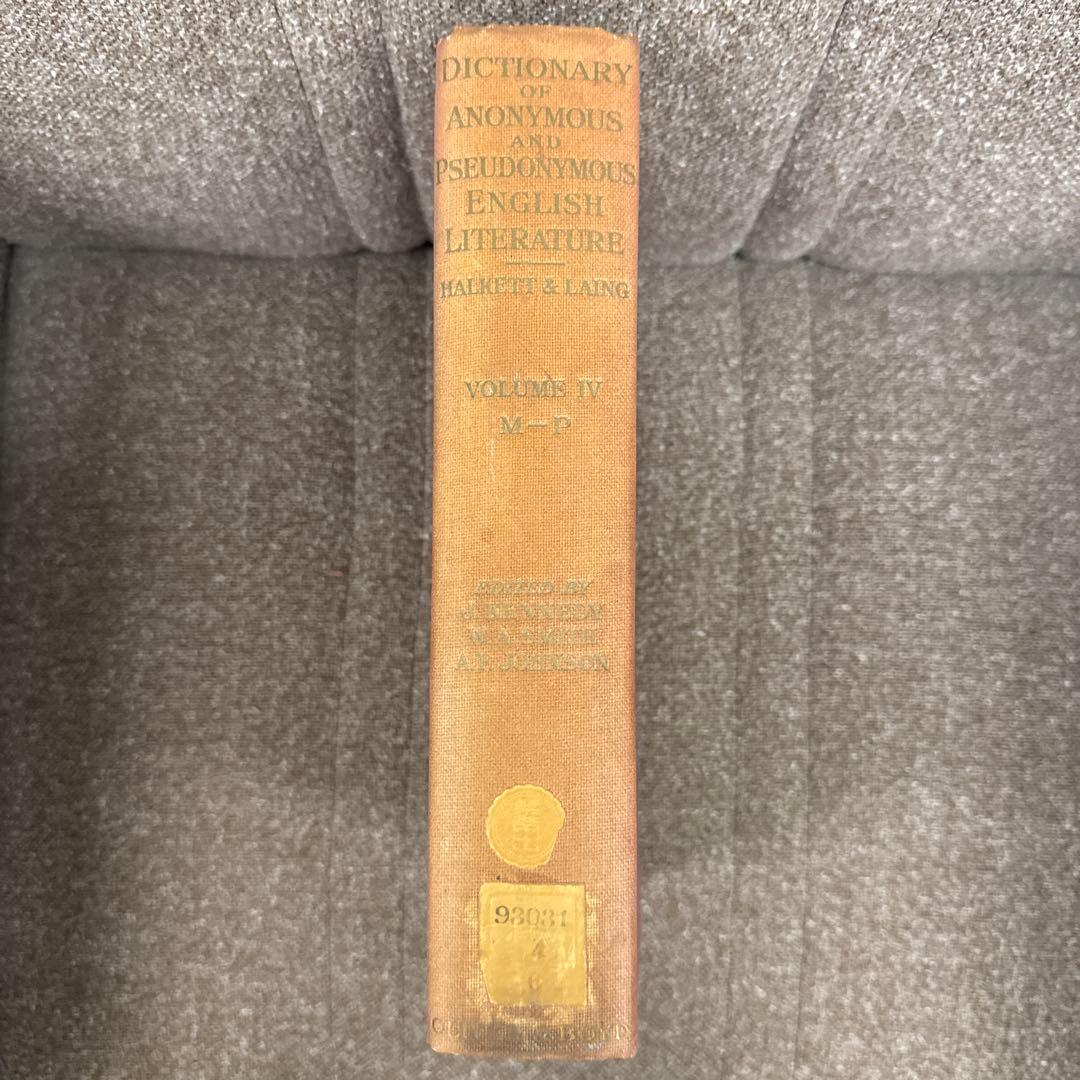 DICTIONARY
OF
ANONYMOUS
AND
PSEUDONYMOUS
ENGLISH
LITERATURE
HALKETT & LAING
VOLUME IV
M—P
EDITED BY
J. KENNEDY
W. A. SMITH
A. F. JOHNSON
93031
4